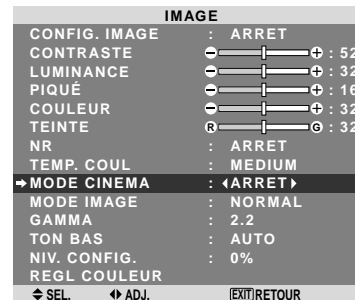 IMAGE
CONFIG. IMAGE : ARRET
CONTRASTE : 52
LUMINANCE : 32
PIQUÉ : 16
COULEUR : 32
TEINTE R G : 32
NR : ARRET
TEMP. COUL : MEDIUM
MODE CINEMA : ARRET
MODE IMAGE : NORMAL
GAMMA : 2.2
TON BAS : AUTO
NIV. CONFIG. : 0%
REGL COULEUR
SEL. ADJ. EXIT RETOUR